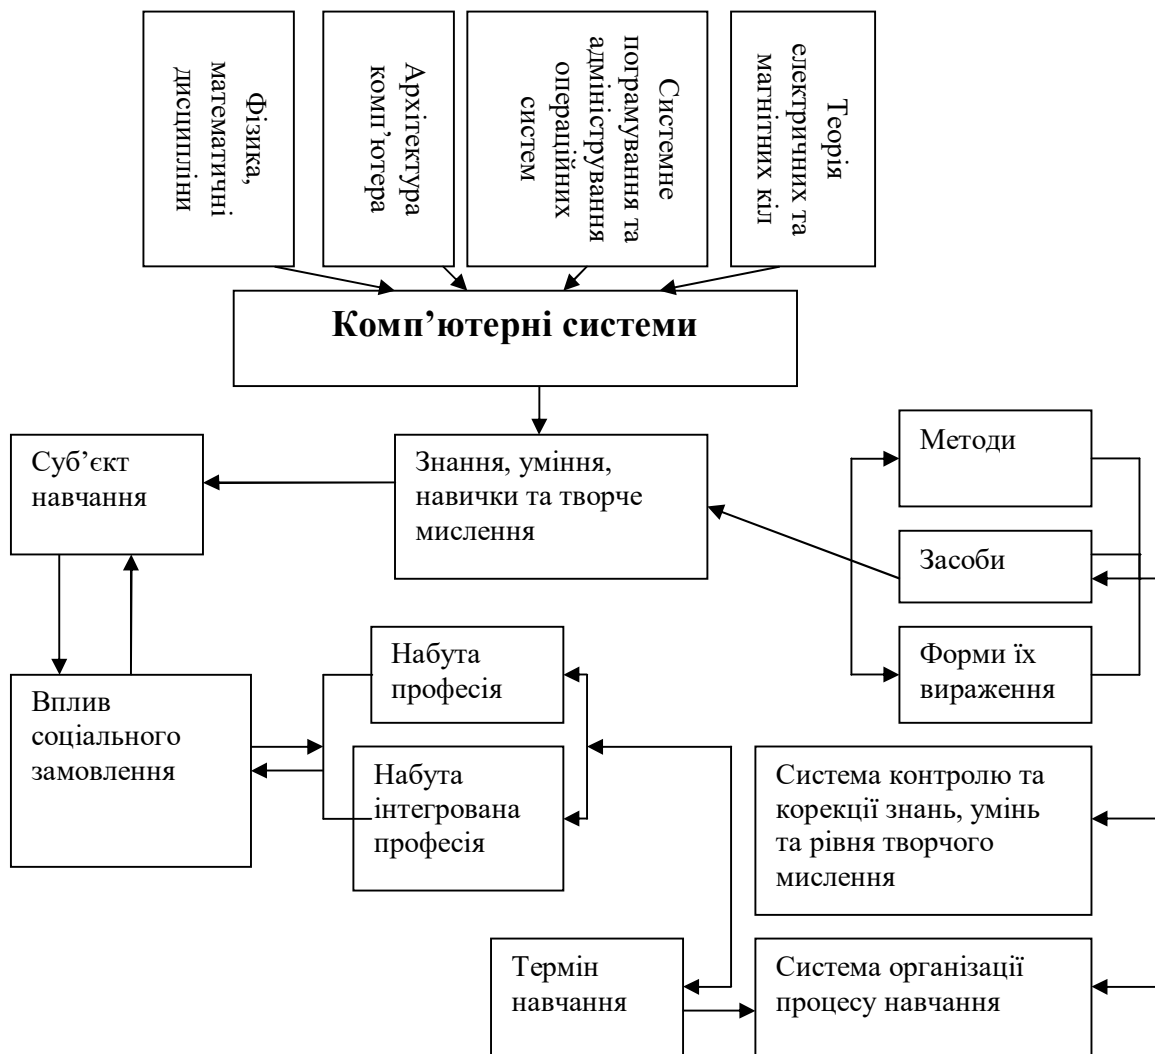 Фізика,
математичні
дисципліни
Архітектура
комп’ютера
Системне
пограмування та
адміністрування
операційних
систем
Теорія
електричних та
магнітних кіл
Комп’ютерні системи
Суб’єкт
навчання
Знання, уміння,
навички та творче
мислення
Методи
Засоби
Форми їх
вираження
Набута
професія
Вплив
соціального
замовлення
Набута
інтегрована
професія
Система контролю та
корекції знань, умінь
та рівня творчого
мислення
Термін
навчання
Система організації
процесу навчання